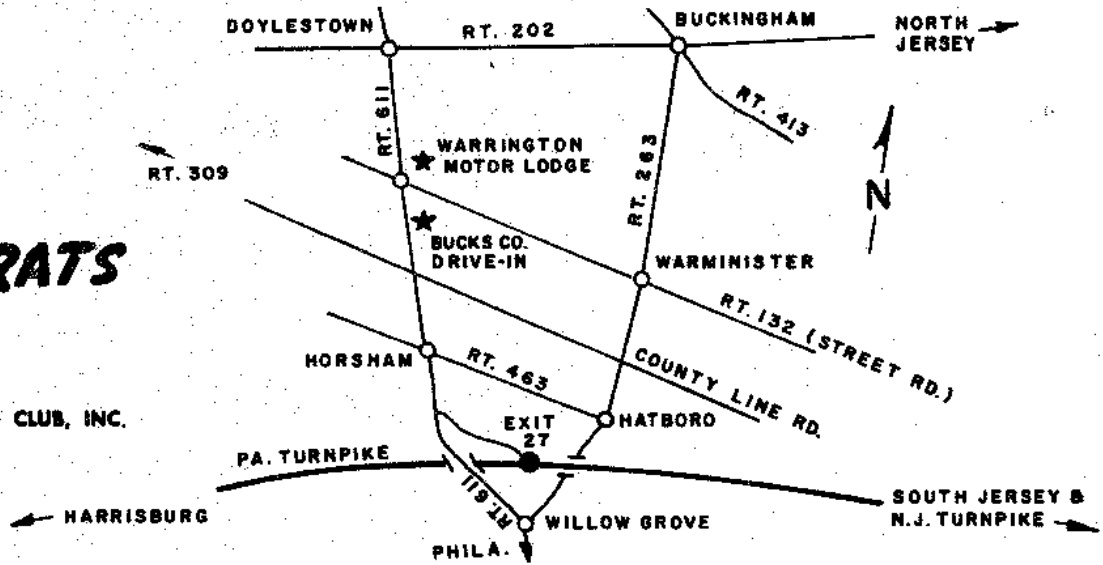 DOYLESTOWN
RT. 202
BUCKINGHAM
NORTH
JERSEY
RT. 611
RT. 413
WARRINGTON
MOTOR LODGE
RT. 309
RT. 263
N
RATS
BUCKS CO.
DRIVE-IN
WARMINISTER
RT. 132 (STREET RD.)
HORSHAM
RT. 463
COUNTY LINE RD.
CLUB, INC.
EXIT
27
HATBORO
PA. TURNPIKE
RT. 611
SOUTH JERSEY &
N.J. TURNPIKE
HARRISBURG
WILLOW GROVE
PHILA.